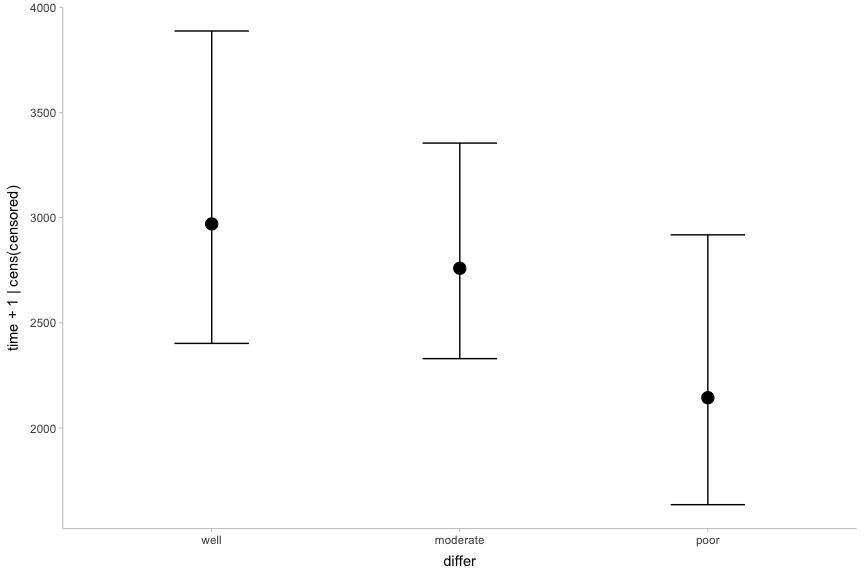 4000
3500
3000
2500
2000
time + 1 | cens(censored)
well
moderate
poor
differ